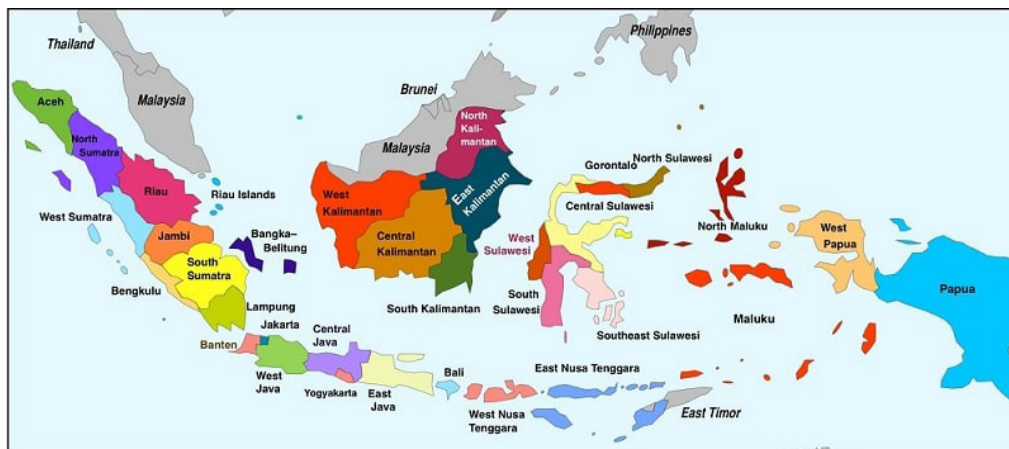 Philippines
Thailand
Malaysia
Brunei
Aceh
North
Sumatra
North
Kali-
mantan
Malaysia
Gorontalo
North Sulawesi
Riau
Riau Islands
West
Kalimantan
East
Kalimantan
Central Sulawesi
West Sumatra
North Maluku
West
Papua
Jambi
Bangka–
Belitung
Central
Kalimantan
West
Sulawesi
South
Sumatra
Papua
Bengkulu
South Kalimantan
South
Sulawesi
Lampung
Jakarta
Maluku
Southeast Sulawesi
Banten
Central
Java
West
Java
Yogyakarta
East
Java
Bali
East Nusa Tenggara
West Nusa
Tenggara
East Timor